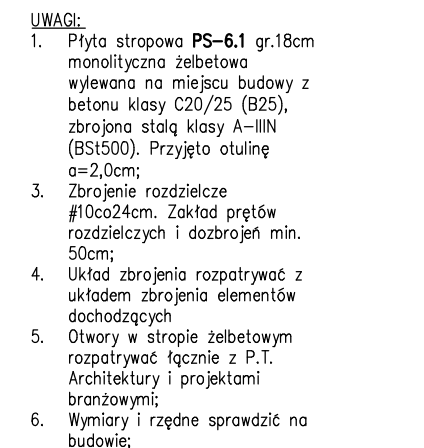 UWAGI:
1. Płyta stropowa PS-6.1 gr.18cm
monolityczna żelbetowa
wylewana na miejscu budowy z
betonu klasy C20/25 (B25),
zbrojona stalą klasy A-IIIN
(BSt500). Przyjęto otulinę
a=2,0cm;
3. Zbrojenie rozdzielcze
#10co24cm. Zakład prętów
rozdzielczych i dozbrojeń min.
50cm;
4. Układ zbrojenia rozpatrywać z
układem zbrojenia elementów
dochodzących
5. Otwory w stropie żelbetowym
rozpatrywać łącznie z P.T.
Architektury i projektami
branżowymi;
6. Wymiary i rzędne sprawdzić na
budowie;